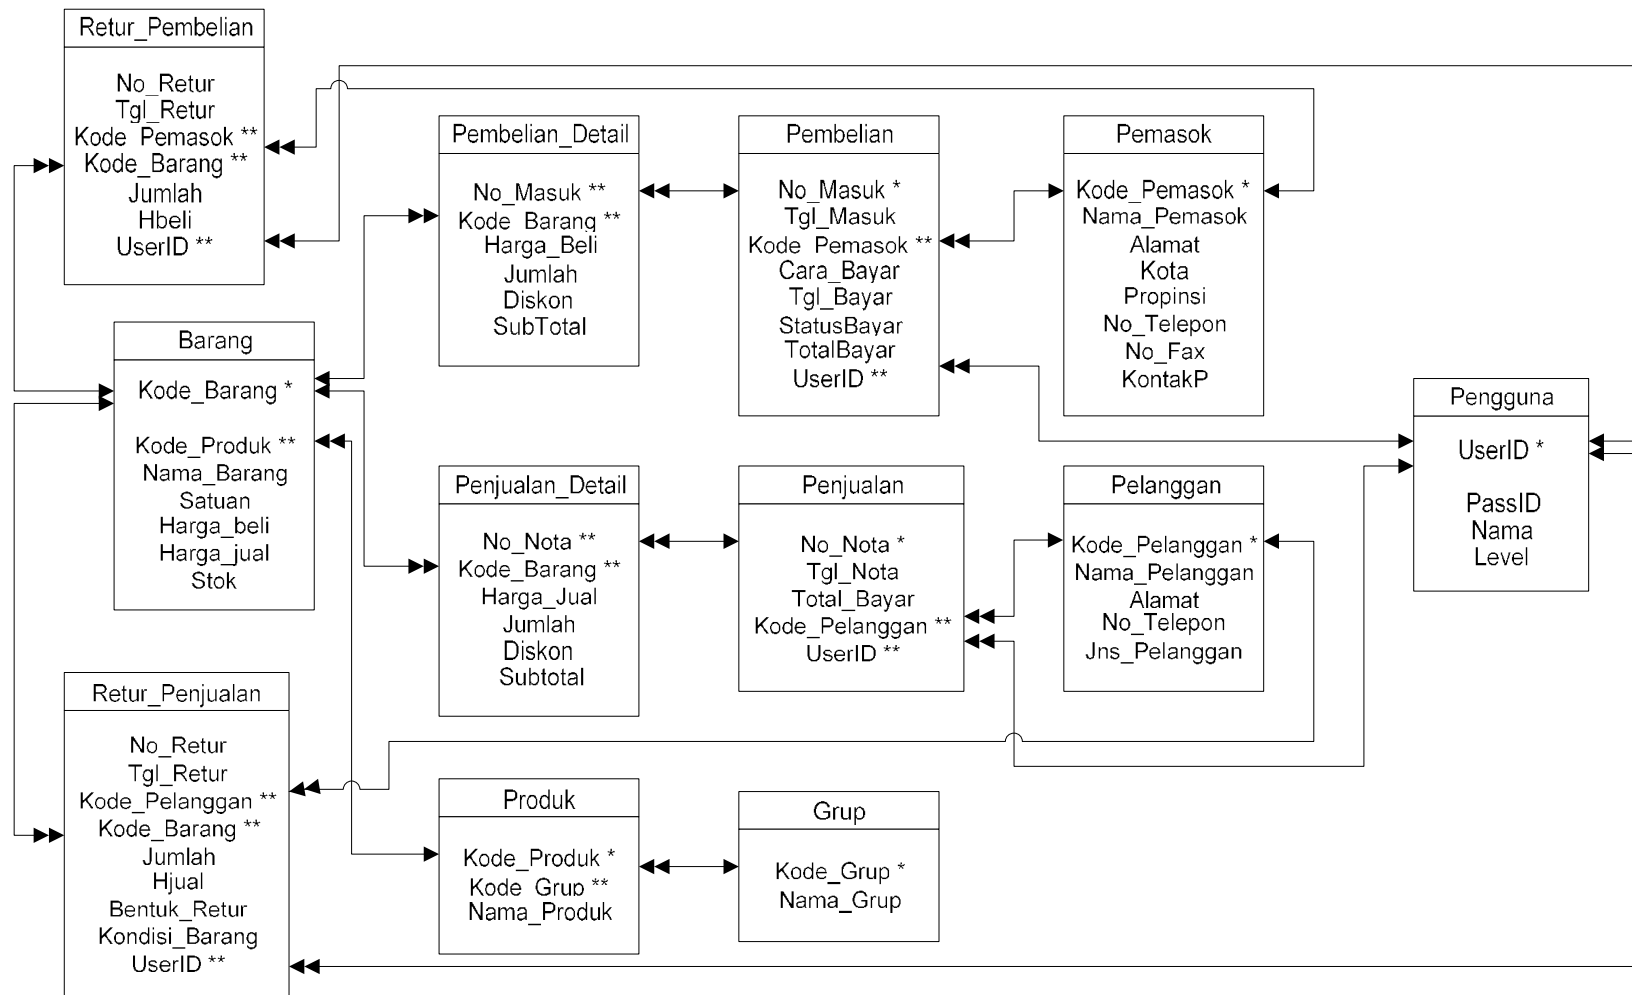 Retur_Pembelian
No_Retur
Tgl_Retur
Kode_Pemasok **
Kode_Barang **
Jumlah
Hbeli
UserID **
Pembelian_Detail
No_Masuk **
Kode_Barang **
Harga_Beli
Jumlah
Diskon
SubTotal
Pembelian
No_Masuk *
Tgl_Masuk
Kode_Pemasok **
Cara_Bayar
Tgl_Bayar
StatusBayar
TotalBayar
UserID **
Pemasok
Kode_Pemasok *
Nama_Pemasok
Alamat
Kota
Propinsi
No_Telepon
No_Fax
KontakP
Barang
Kode_Barang *
Kode_Produk **
Nama_Barang
Satuan
Harga_beli
Harga_jual
Stok
Penjualan_Detail
No_Nota **
Kode_Barang **
Harga_Jual
Jumlah
Diskon
Subtotal
Penjualan
No_Nota *
Tgl_Nota
Total_Bayar
Kode_Pelanggan **
UserID **
Pelanggan
Kode_Pelanggan *
Nama_Pelanggan
Alamat
No_Telepon
Jns_Pelanggan
Pengguna
UserID *
PassID
Nama
Level
Retur_Penjualan
No_Retur
Tgl_Retur
Kode_Pelanggan **
Kode_Barang **
Jumlah
Hjual
Bentuk_Retur
Kondisi_Barang
UserID **
Produk
Kode_Produk *
Kode_Grup **
Nama_Produk
Grup
Kode_Grup *
Nama_Grup